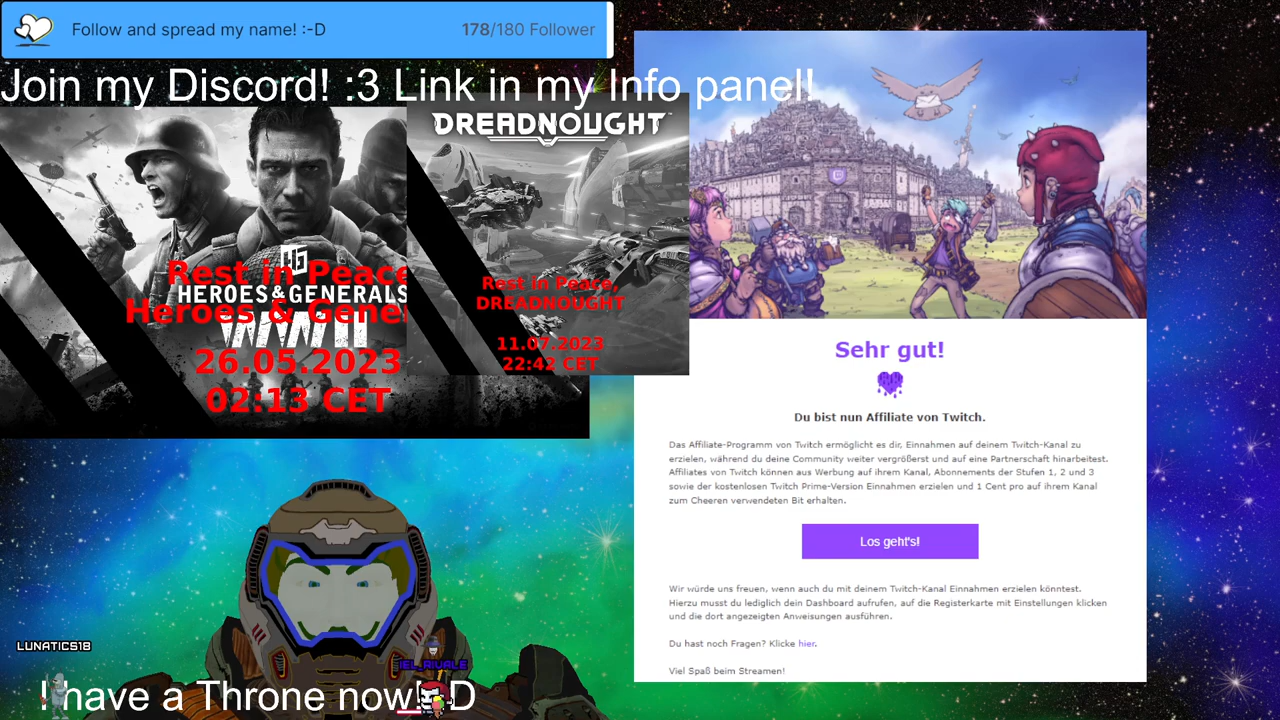 Follow and spread my name! :-D
178/180 Follower
Join my Discord! :3 Link in my Info panel!
HEROES & GENERALS
WWII
Rest in Peace
Heroes & Gene
26.05.2023
02:13 CET
DREADNOUGHT
Rest in Peace,
DREADNOUGHT
11.07.2023
22:42 CET
Sehr gut!
Du bist nun Affiliate von Twitch.
Das Affiliate-Programm von Twitch ermöglicht es dir, Einnahmen auf deinem Twitch-Kanal zu
erzielen, während du deine Community weiter vergrößerst und auf eine Partnerschaft hinarbeitest.
Affiliates von Twitch können aus Werbung auf ihrem Kanal, Abonnements der Stufen 1, 2 und 3
sowie der kostenlosen Twitch Prime-Version Einnahmen erzielen und 1 Cent pro auf ihrem Kanal
zum Cheeren verwendeten Bit erhalten.
Los geht's!
Wir würde uns freuen, wenn auch du mit deinem Twitch-Kanal Einnahmen erzielen könntest.
Hierzu musst du lediglich dein Dashboard aufrufen, auf die Registerkarte mit Einstellungen klicken
und die dort angezeigten Anweisungen ausführen.
Du hast noch Fragen? Klicke hier.
Viel Spaß beim Streamen!
LUNATICS18
IEL_RIVALE
I have a Throne now! :D